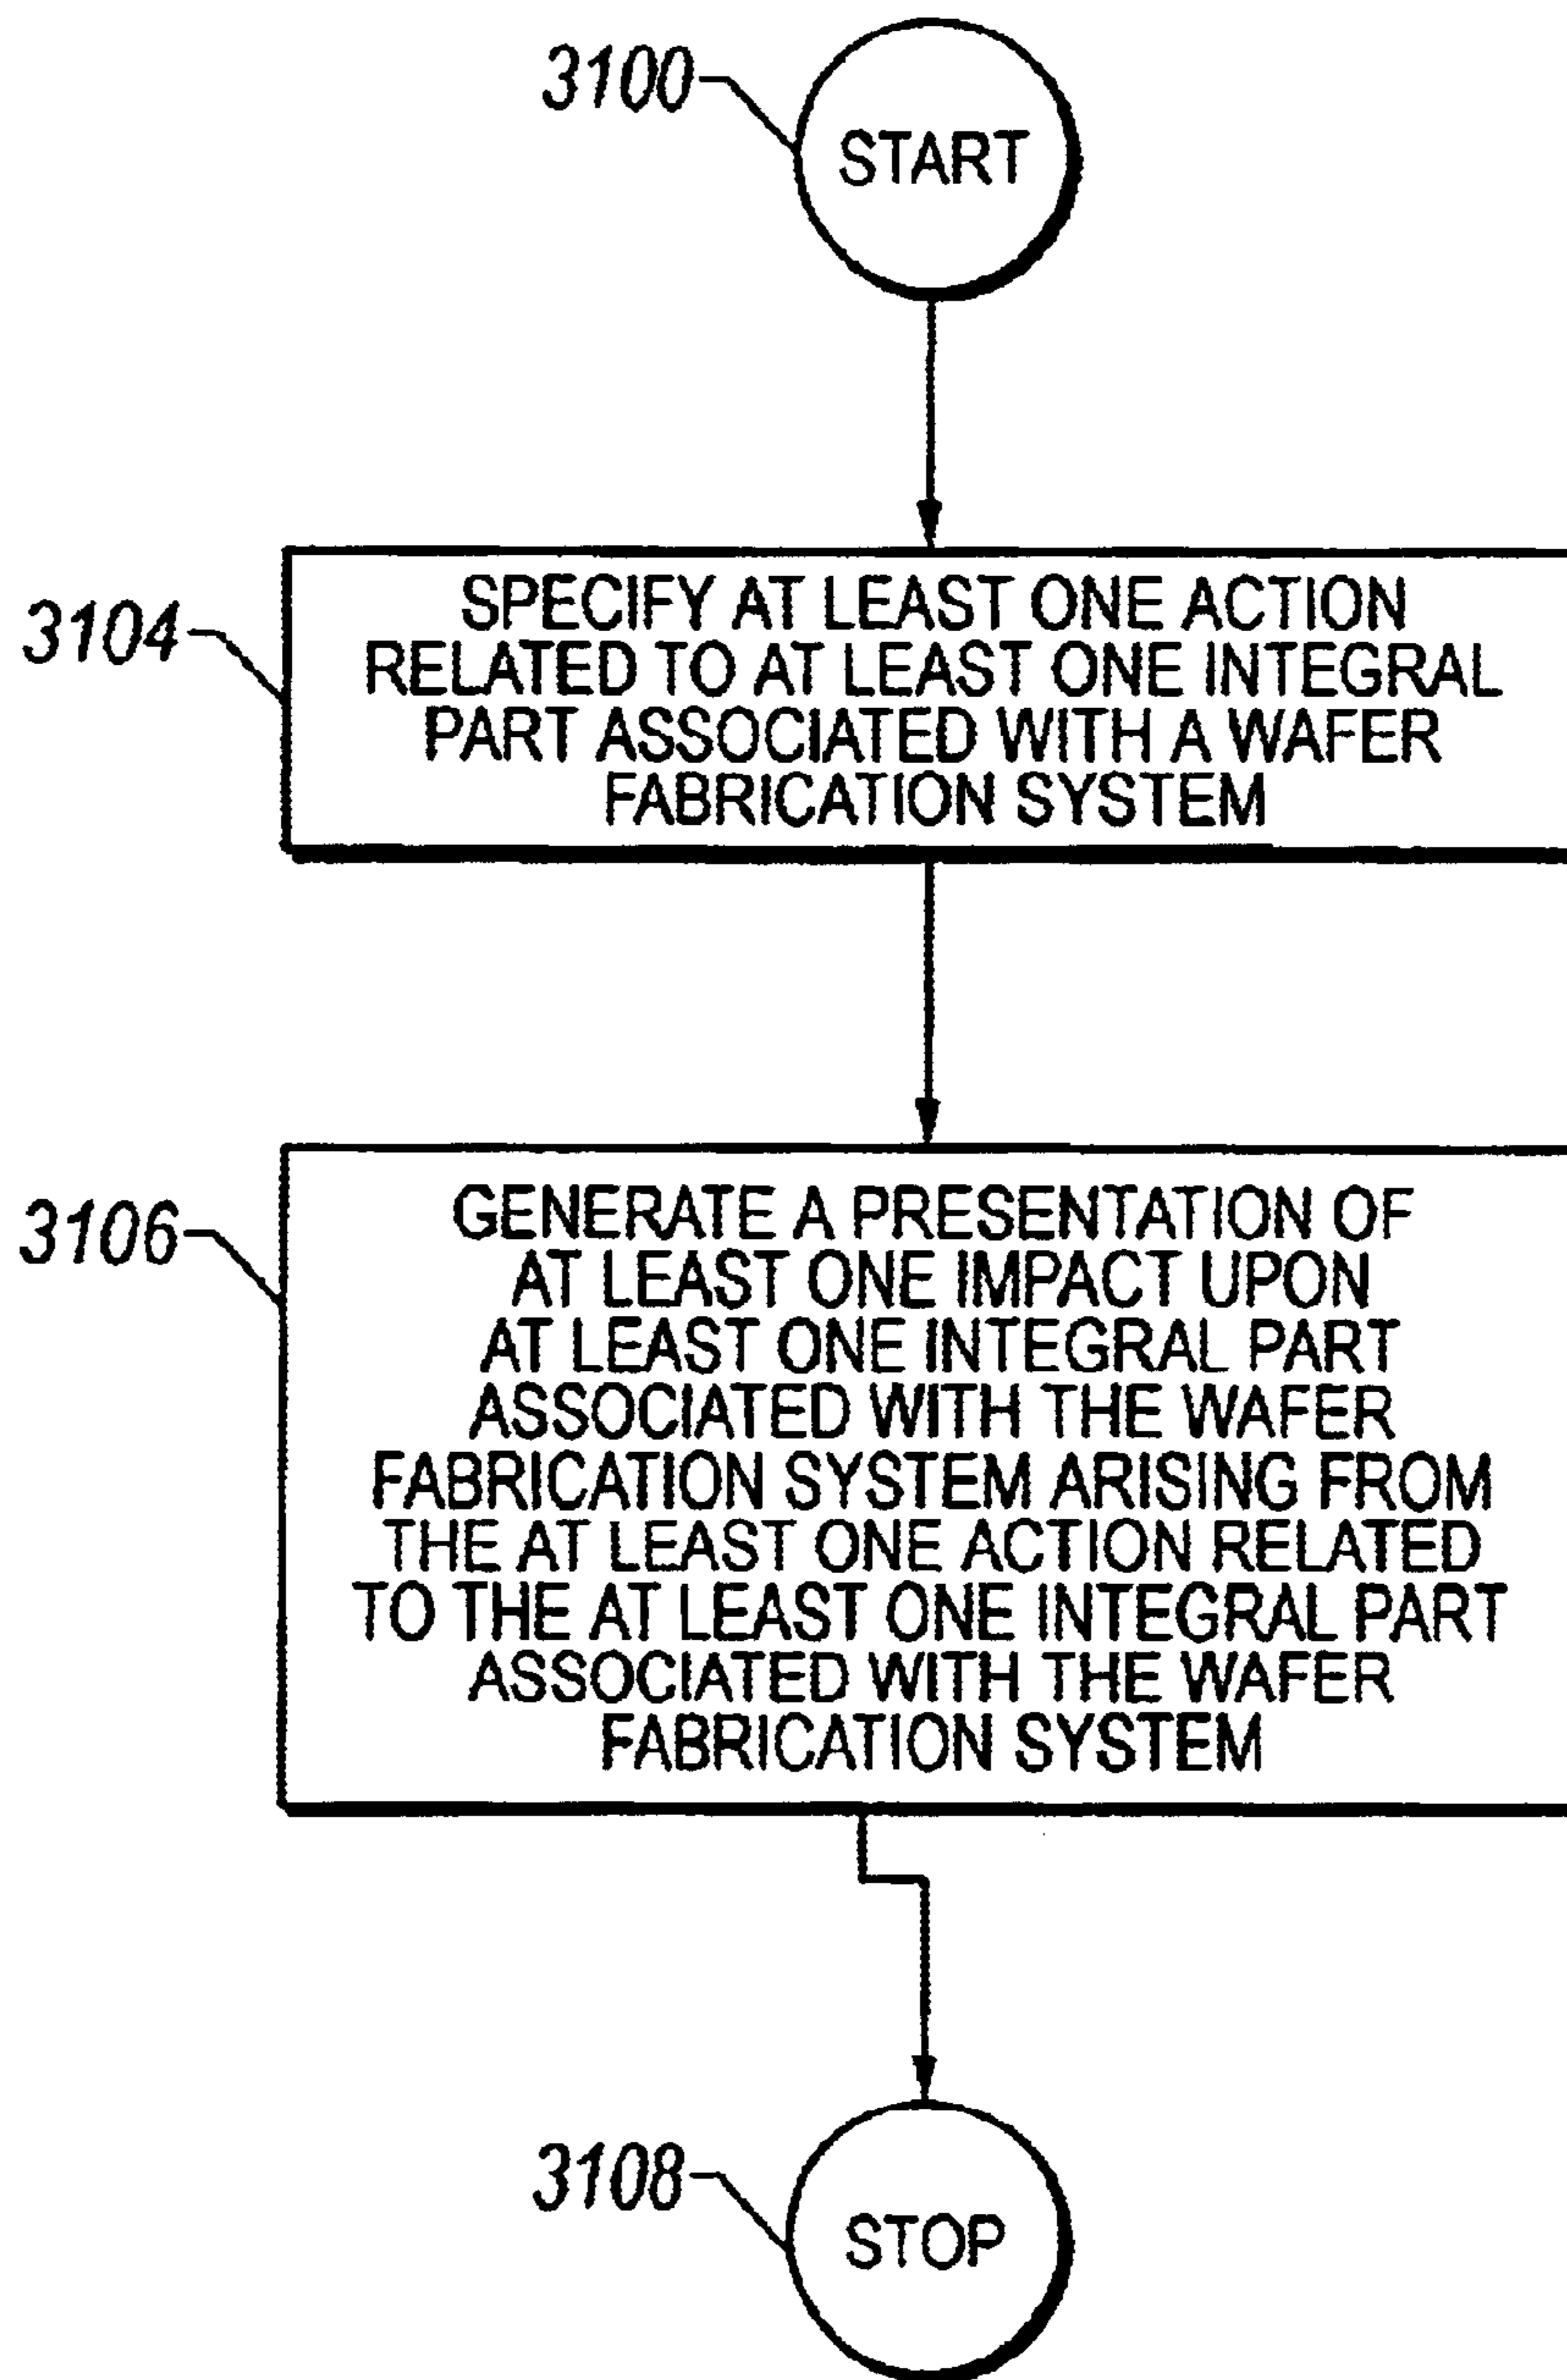 3100
START
3104
SPECIFY AT LEAST ONE ACTION
RELATED TO AT LEAST ONE INTEGRAL
PART ASSOCIATED WITH A WAFER
FABRICATION SYSTEM
3106
GENERATE A PRESENTATION OF
AT LEAST ONE IMPACT UPON
AT LEAST ONE INTEGRAL PART
ASSOCIATED WITH THE WAFER
FABRICATION SYSTEM ARISING FROM
THE AT LEAST ONE ACTION RELATED
TO THE AT LEAST ONE INTEGRAL PART
ASSOCIATED WITH THE WAFER
FABRICATION SYSTEM
3108
STOP